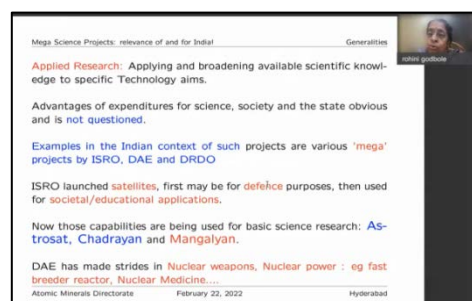 Mega Science Projects: relevance of and for India! Generalities
rohini godbole
Applied Research: Applying and broadening available scientific knowl-
edge to specific Technology aims.
Advantages of expenditures for science, society and the state obvious
and is not questioned.
Examples in the Indian context of such projects are various 'mega'
projects by ISRO, DAE and DRDO
ISRO launched satellites, first may be for defence purposes, then used
for societal/educational applications.
Now those capabilities are being used for basic science research: As-
trosat, Chadrayan and Mangalyan.
DAE has made strides in Nuclear weapons, Nuclear power : eg fast
breeder reactor, Nuclear Medicine....
Atomic Minerals Directorate February 22, 2022 Hyderabad